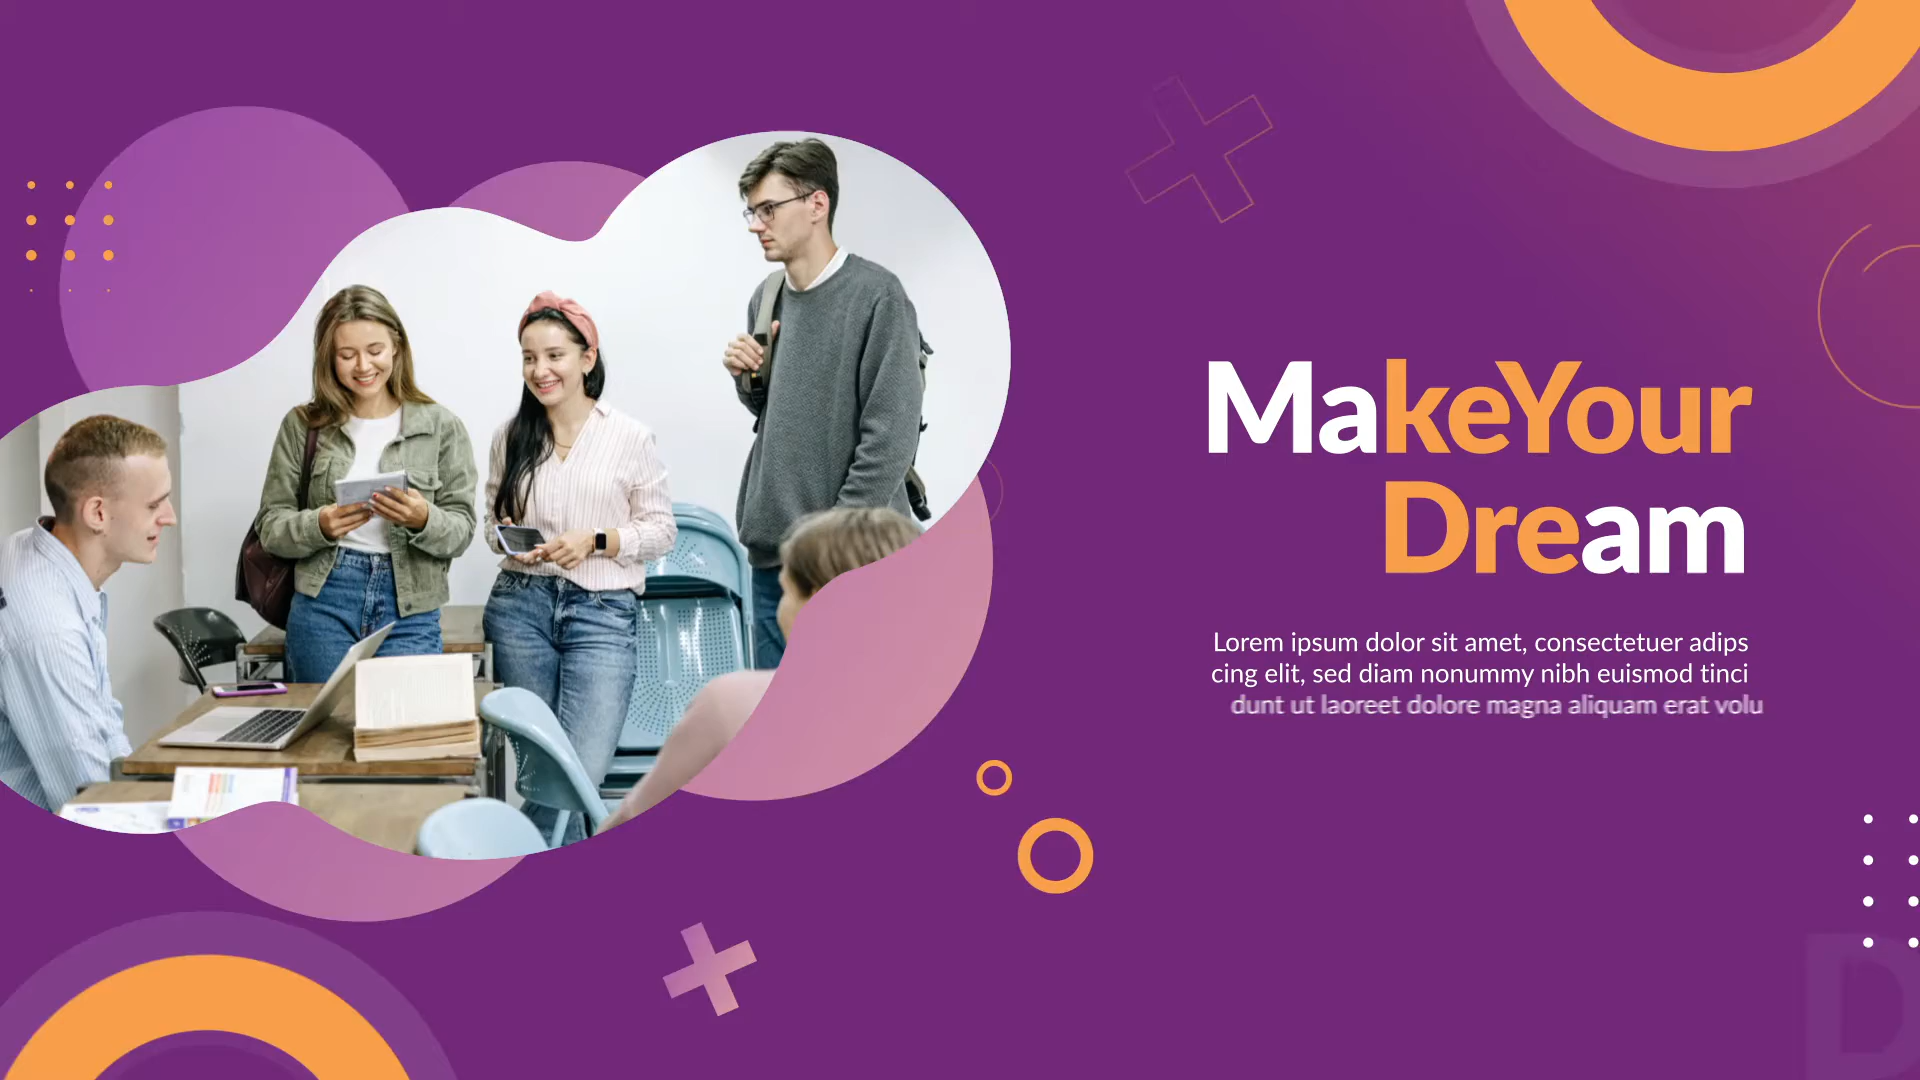 MakeYour
Dream
Lorem ipsum dolor sit amet, consectetuer adips
cing elit, sed diam nonummy nibh euismod tinci
dunt ut laoreet dolore magna aliquam erat volu
D